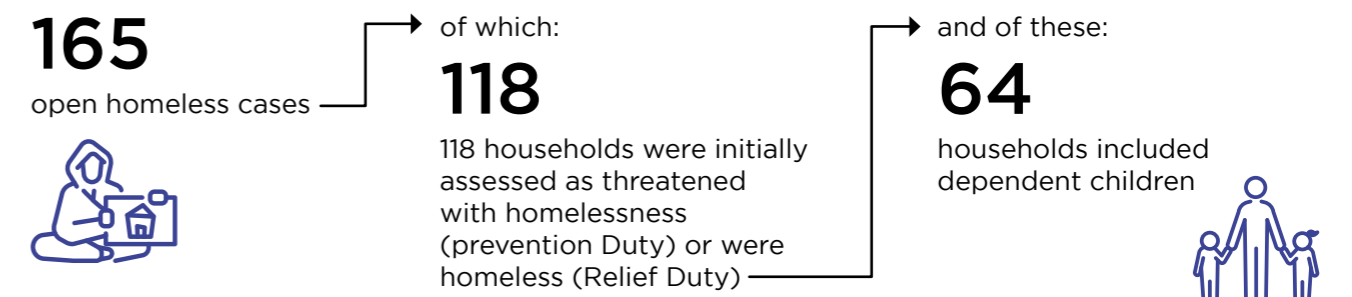 165
open homeless cases
of which:
118
118 households were initially
assessed as threatened
with homelessness
(prevention Duty) or were
homeless (Relief Duty)
and of these:
64
households included
dependent children